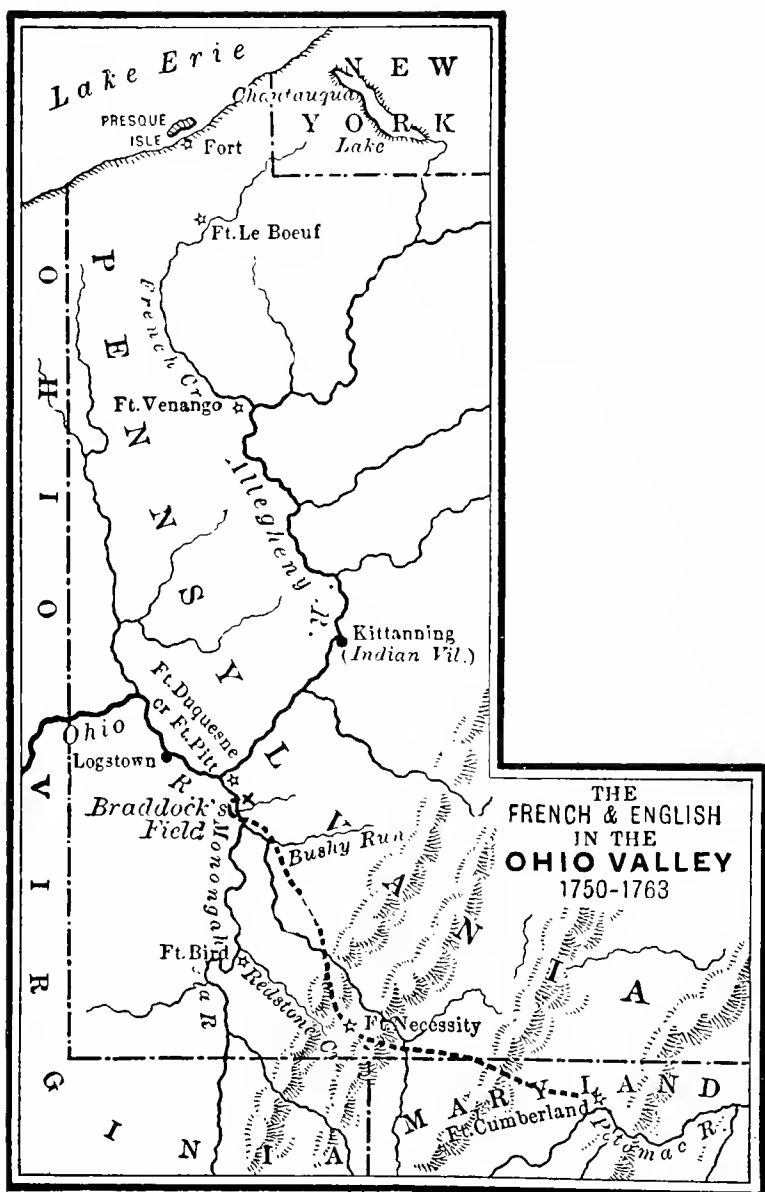 Lake Erie
NEW
YORK
Chautauqua
Lake
PRESQUE
ISLE
Fort
Ft. Le Boeuf
French Cr.
Ft. Venango
OHIO
PENNSYLVANIA
Allegheny R.
Kittanning
(Indian Vil.)
Ft. Duquesne
or Ft. Pitt
Ohio R.
Logstown
Braddock's
Field
Bushy Run
Monongahela R.
Ft. Bird
Redstone Cr.
Ft. Necessity
VIRGINIA
MARYLAND
Ft. Cumberland
Potomac R.
THE
FRENCH & ENGLISH
IN THE
OHIO VALLEY
1750-1763